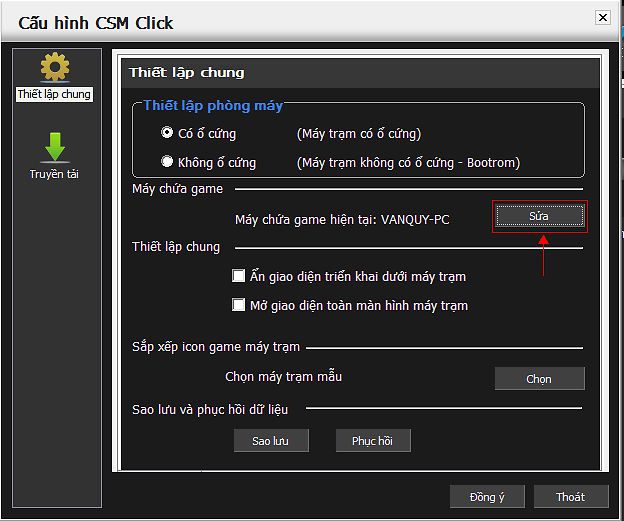 Cấu hình CSM Click
Thiết lập chung
Truyền tải
Thiết lập chung
Thiết lập phòng máy
Có ổ cứng (Máy trạm có ổ cứng)
Không ổ cứng (Máy trạm không có ổ cứng - Bootrom)
Máy chứa game
Máy chứa game hiện tại: VANQUY-PC Sửa
Thiết lập chung
Ẩn giao diện triển khai dưới máy trạm
Mở giao diện toàn màn hình máy trạm
Sắp xếp icon game máy trạm
Chọn máy trạm mẫu Chọn
Sao lưu và phục hồi dữ liệu
Sao lưu Phục hồi
Đồng ý Thoát